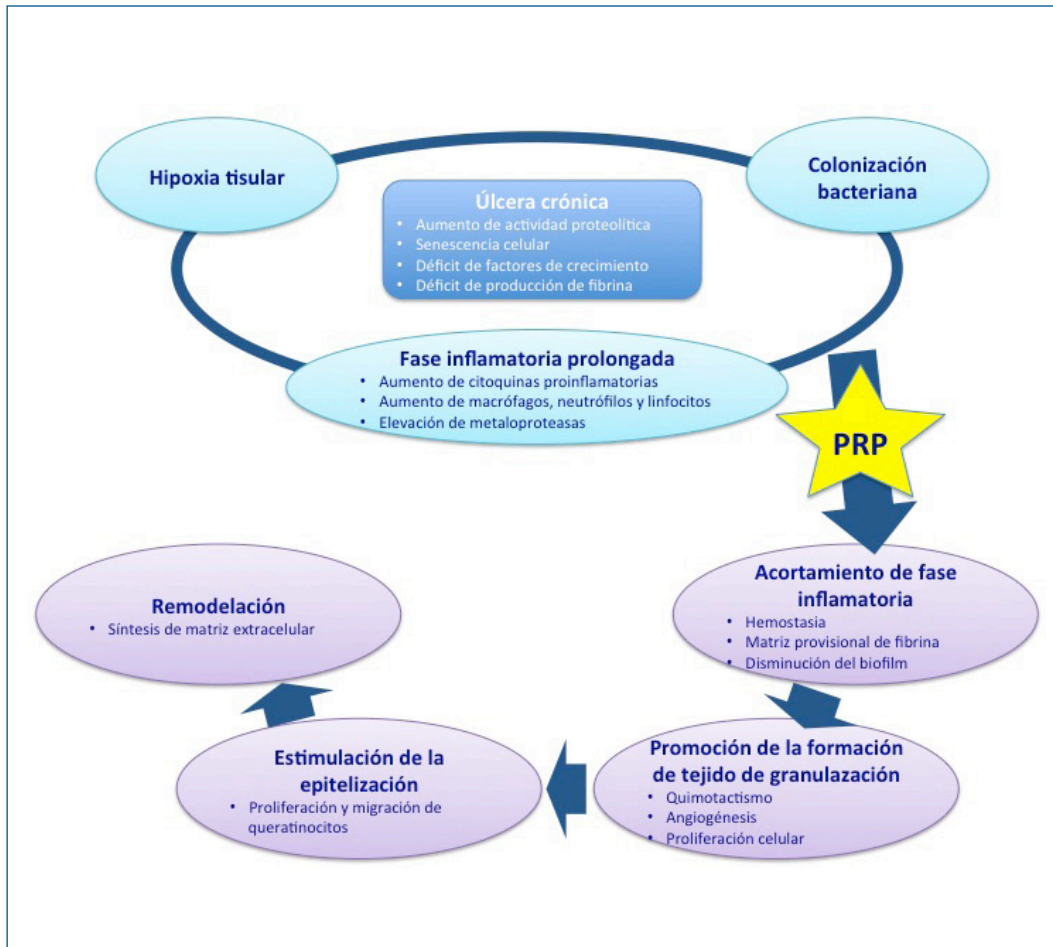 Hipoxia tisular
Colonización
bacteriana
Úlcera crónica
• Aumento de actividad proteolítica
• Senescencia celular
• Déficit de factores de crecimiento
• Déficit de producción de fibrina
Fase inflamatoria prolongada
• Aumento de citoquinas proinflamatorias
• Aumento de macrófagos, neutrófilos y linfocitos
• Elevación de metaloproteasas
PRP
Acortamiento de fase
inflamatoria
• Hemostasia
• Matriz provisional de fibrina
• Disminución del biofilm
Promoción de la formación
de tejido de granulazación
• Quimotactismo
• Angiogénesis
• Proliferación celular
Estimulación de la
epitelización
• Proliferación y migración de
queratinocitos
Remodelación
• Síntesis de matriz extracelular